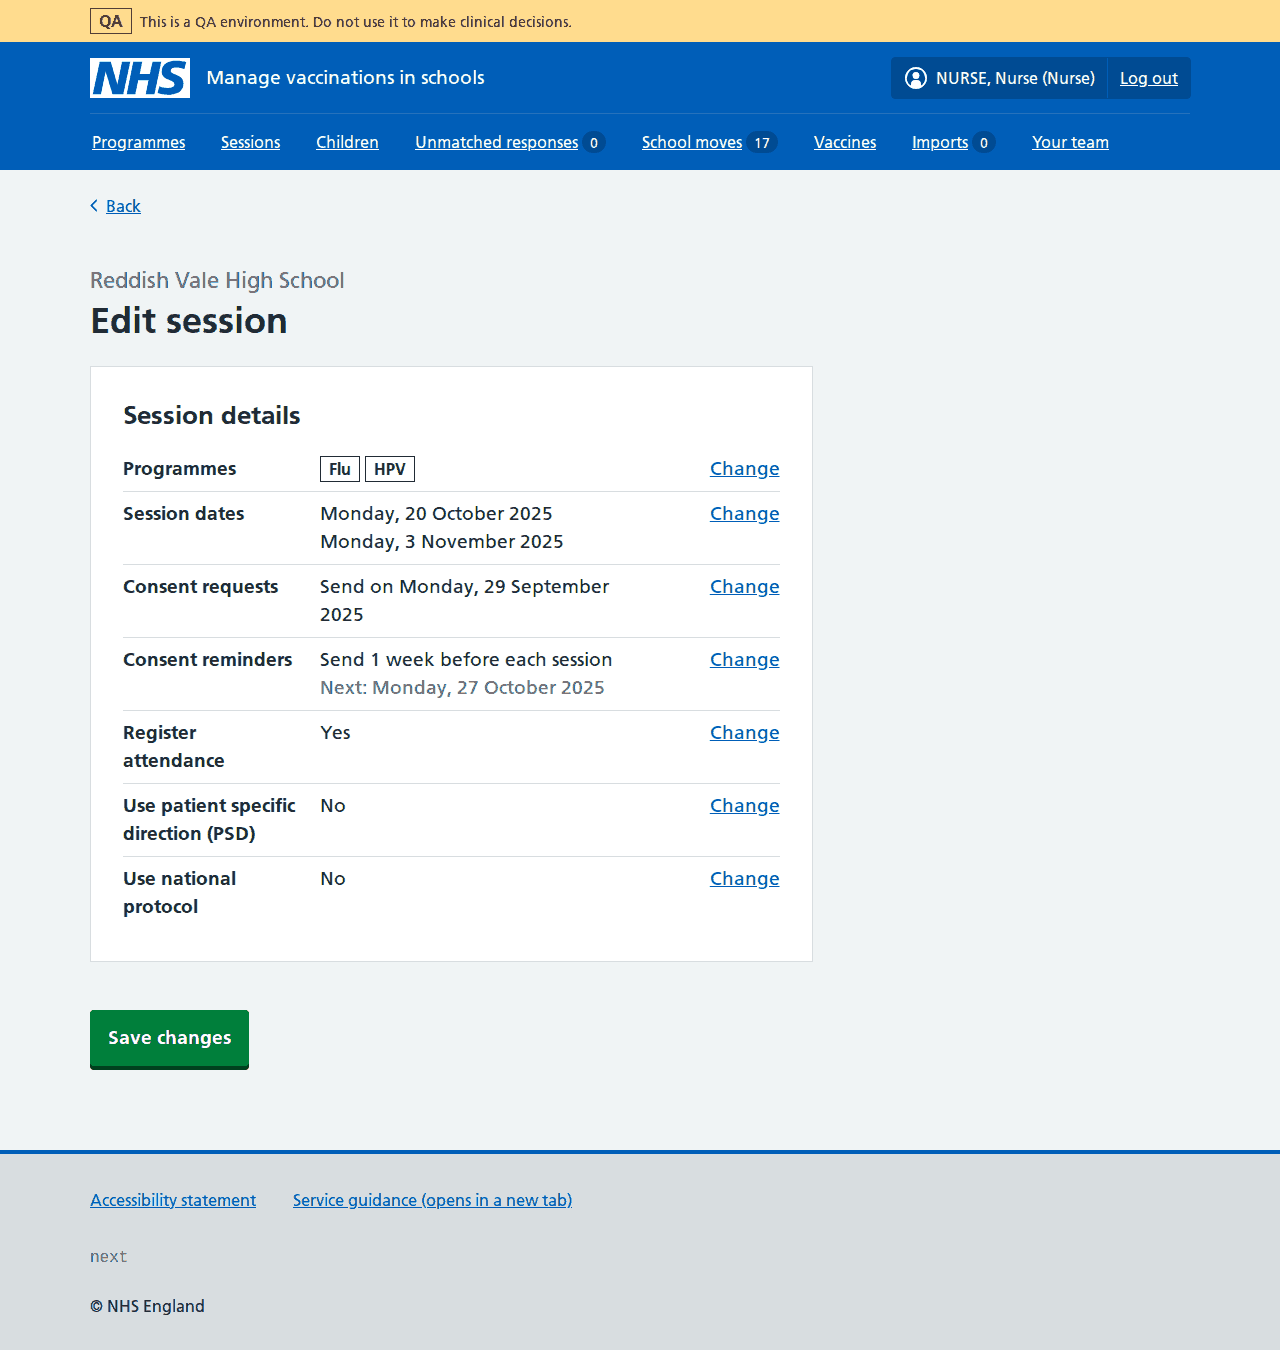 QA This is a QA environment. Do not use it to make clinical decisions.
NHS Manage vaccinations in schools NURSE, Nurse (Nurse) Log out
Programmes Sessions Children Unmatched responses 0 School moves 17 Vaccines Imports 0 Your team
Back
Reddish Vale High School
Edit session
Session details
Programmes Flu HPV Change
Session dates Monday, 20 October 2025 Change
Monday, 3 November 2025
Consent requests Send on Monday, 29 September Change
2025
Consent reminders Send 1 week before each session Change
Next: Monday, 27 October 2025
Register Yes Change
attendance
Use patient specific No Change
direction (PSD)
Use national No Change
protocol
Save changes
Accessibility statement Service guidance (opens in a new tab)
next
© NHS England